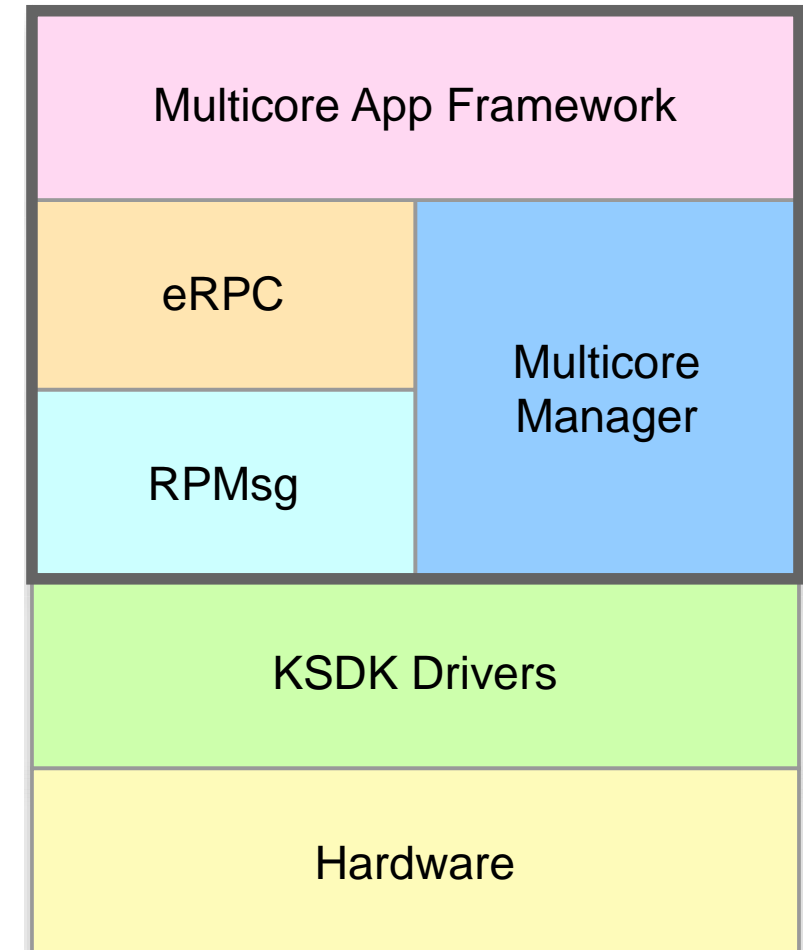 Multicore App Framework
eRPC
Multicore
Manager
RPMsg
KSDK Drivers
Hardware